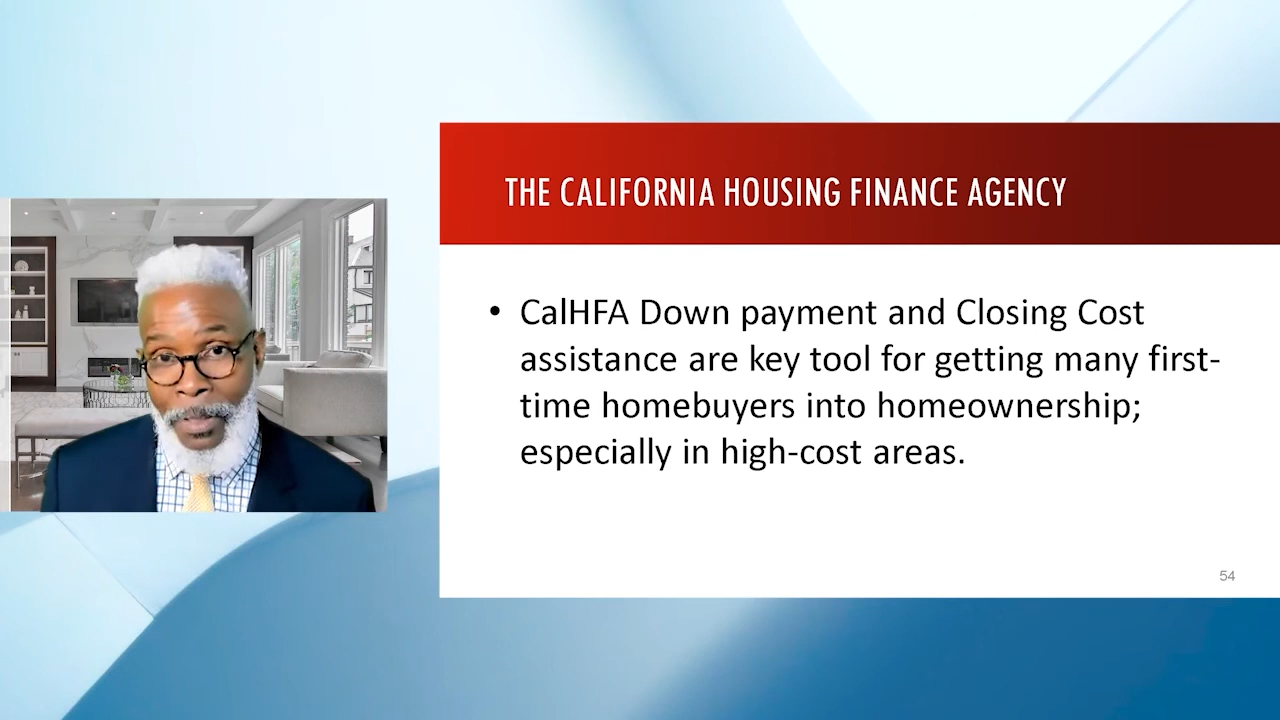 THE CALIFORNIA HOUSING FINANCE AGENCY
• CalHFA Down payment and Closing Cost
assistance are key tool for getting many first-
time homebuyers into homeownership;
especially in high-cost areas.
54